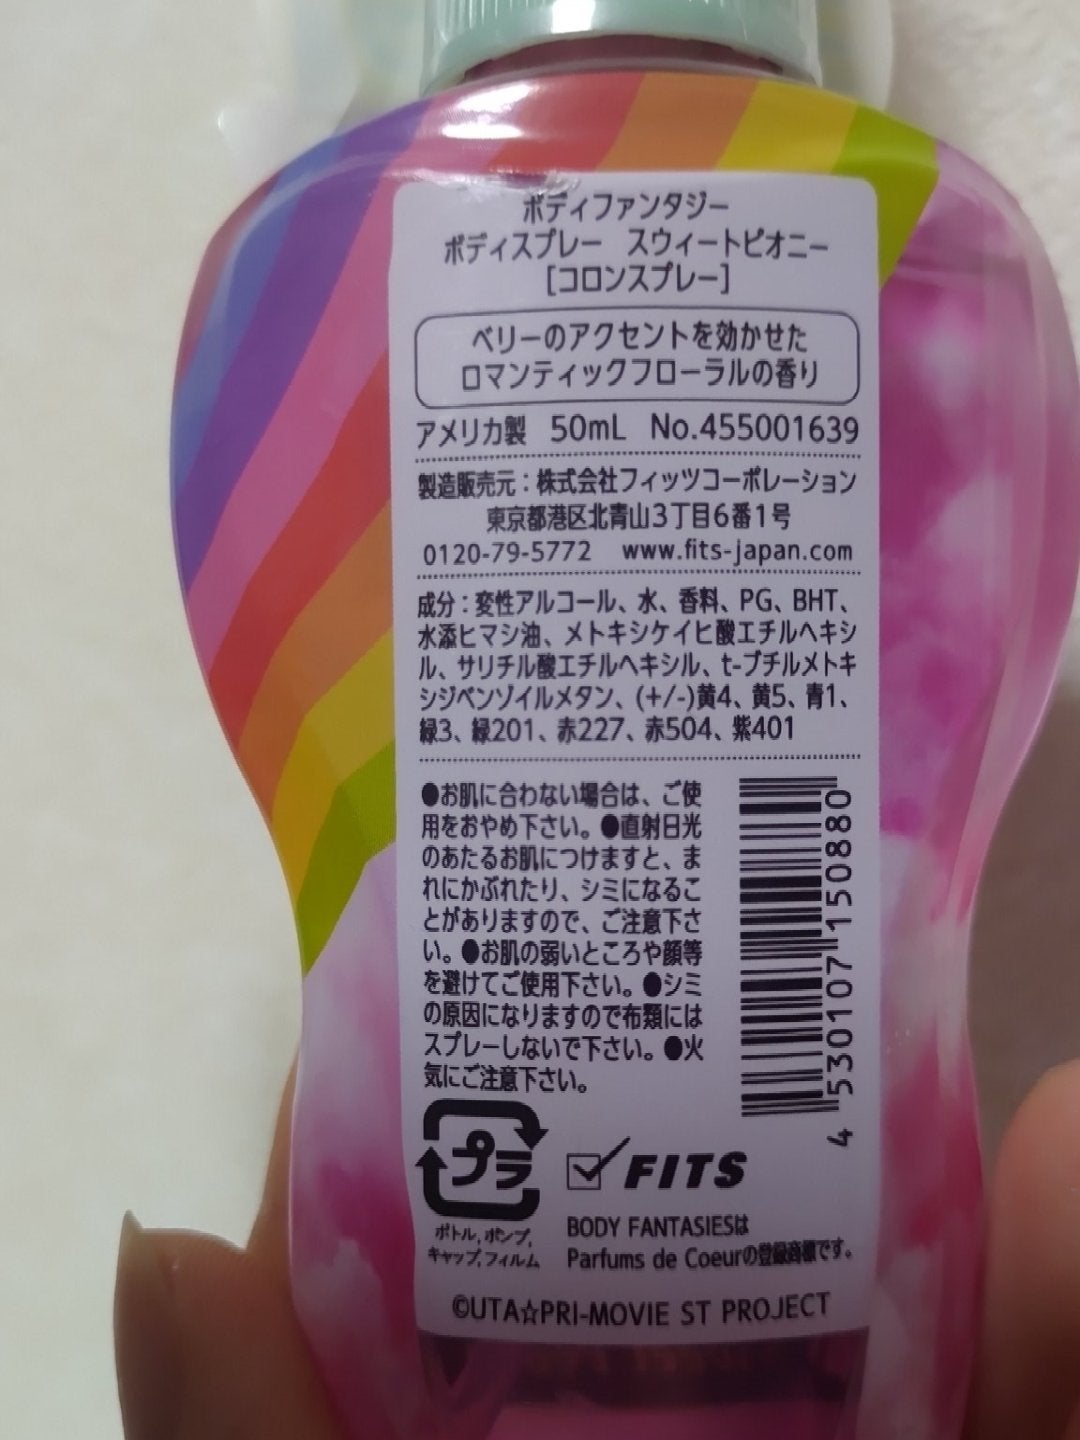 ボディファンタジー
ボディスプレー スウィートピオニー
[コロンスプレー]
ベリーのアクセントを効かせた
ロマンティックフローラルの香り
アメリカ製 50mL No.455001639
製造販売元：株式会社フィッツコーポレーション
東京都港区北青山3丁目6番1号
0120-79-5772 www.fits-japan.com
成分：変性アルコール、水、香料、PG、BHT、
水添ヒマシ油、メトキシケイヒ酸エチルヘキシ
ル、サリチル酸エチルヘキシル、t-ブチルメトキ
シジベンゾイルメタン、(+/-)黄4、黄5、青1、
緑3、緑201、赤227、赤504、紫401
●お肌に合わない場合は、ご使
用をおやめ下さい。●直射日光
のあたるお肌につけますと、ま
れにかぶれたり、シミになるこ
とがありますので、ご注意下さ
い。●お肌の弱いところや顔等
を避けてご使用下さい。●シミ
の原因になりますので布類には
スプレーしないで下さい。●火
気にご注意下さい。
4 530107 150880
プラ
ボトル,ポンプ,
キャップ,フィルム
FITS
BODY FANTASIESは
Parfums de Coeurの登録商標です。
©UTA☆PRI-MOVIE ST PROJECT